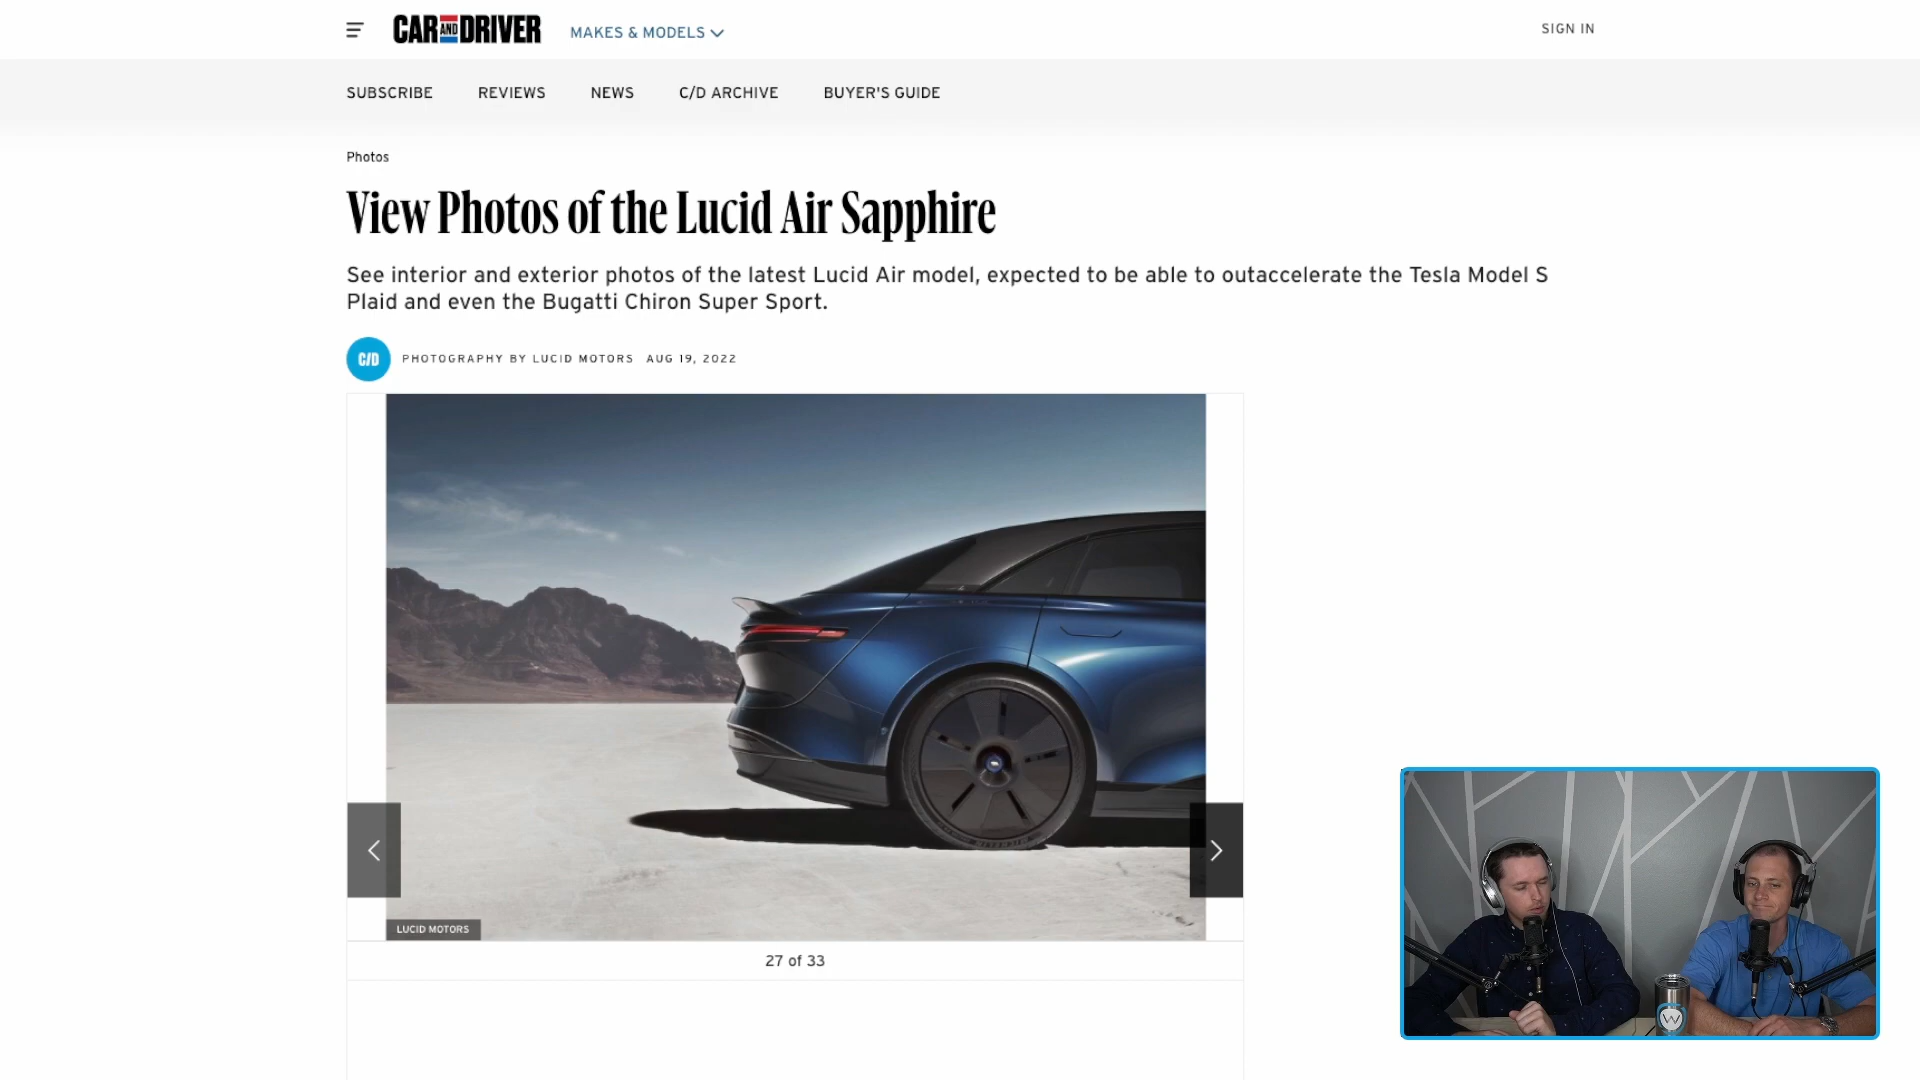 CAR AND DRIVER
MAKES & MODELS
SIGN IN
SUBSCRIBE
REVIEWS
NEWS
C/D ARCHIVE
BUYER'S GUIDE
Photos
View Photos of the Lucid Air Sapphire
See interior and exterior photos of the latest Lucid Air model, expected to be able to outaccelerate the Tesla Model S
Plaid and even the Bugatti Chiron Super Sport.
C/D
PHOTOGRAPHY BY LUCID MOTORS AUG 19, 2022
MICHELIN
LUCID MOTORS
27 of 33
W